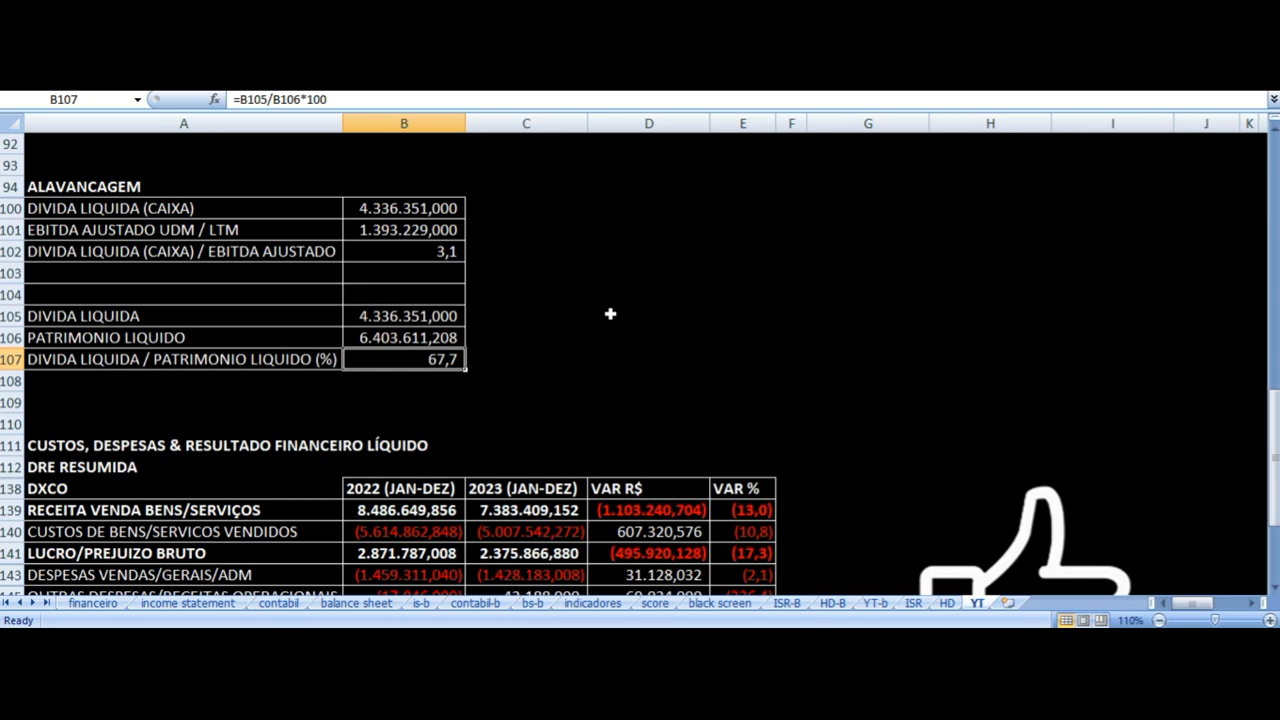 B107 fx =B105/B106*100
A B C D E F G H I J K
92
93
94 ALAVANCAGEM
100 DIVIDA LIQUIDA (CAIXA) 4.336.351,000
101 EBITDA AJUSTADO UDM / LTM 1.393.229,000
102 DIVIDA LIQUIDA (CAIXA) / EBITDA AJUSTADO 3,1
103
104
105 DIVIDA LIQUIDA 4.336.351,000
106 PATRIMONIO LIQUIDO 6.403.611,208
107 DIVIDA LIQUIDA / PATRIMONIO LIQUIDO (%) 67,7
108
109
110
111 CUSTOS, DESPESAS & RESULTADO FINANCEIRO LÍQUIDO
112 DRE RESUMIDA
138 DXCO 2022 (JAN-DEZ) 2023 (JAN-DEZ) VAR R$ VAR %
139 RECEITA VENDA BENS/SERVIÇOS 8.486.649,856 7.383.409,152 (1.103.240,704) (13,0)
140 CUSTOS DE BENS/SERVICOS VENDIDOS (5.614.862,848) (5.007.542,272) 607.320,576 (10,8)
141 LUCRO/PREJUIZO BRUTO 2.871.787,008 2.375.866,880 (495.920,128) (17,3)
143 DESPESAS VENDAS/GERAIS/ADM (1.459.311,040) (1.428.183,008) 31.128,032 (2,1)
financeiro income statement contabil balance sheet is-b contabil-b bs-b indicadores score black screen ISR-B HD-B YT-b ISR HD YT
Ready 110%